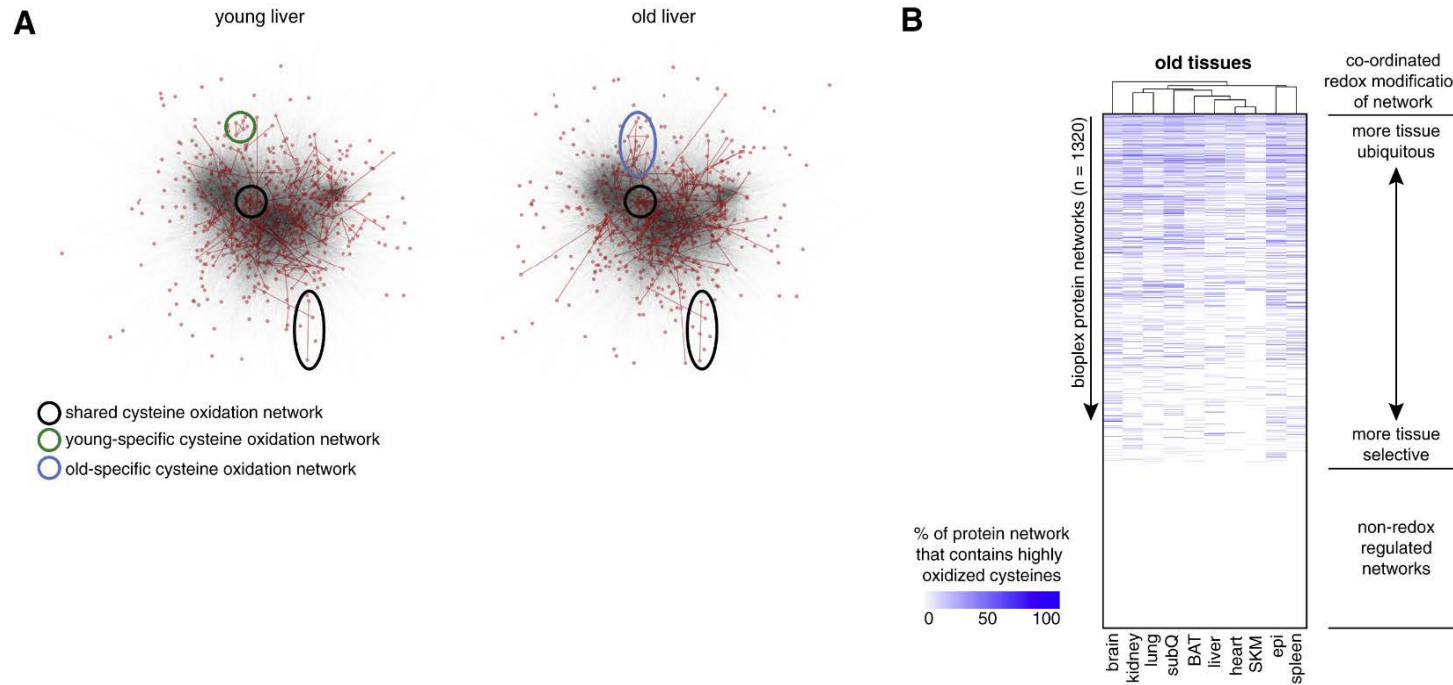 A
young liver
old liver
shared cysteine oxidation network
young-specific cysteine oxidation network
old-specific cysteine oxidation network
B
old tissues
co-ordinated
redox modificatio
of network
bioplex protein networks (n = 1320)
more tissue
ubiquitous
more tissue
selective
non-redox
regulated
networks
% of protein network
that contains highly
oxidized cysteines
0 50 100
brain
kidney
lung
subQ
BAT
liver
heart
SKM
epi
spleen